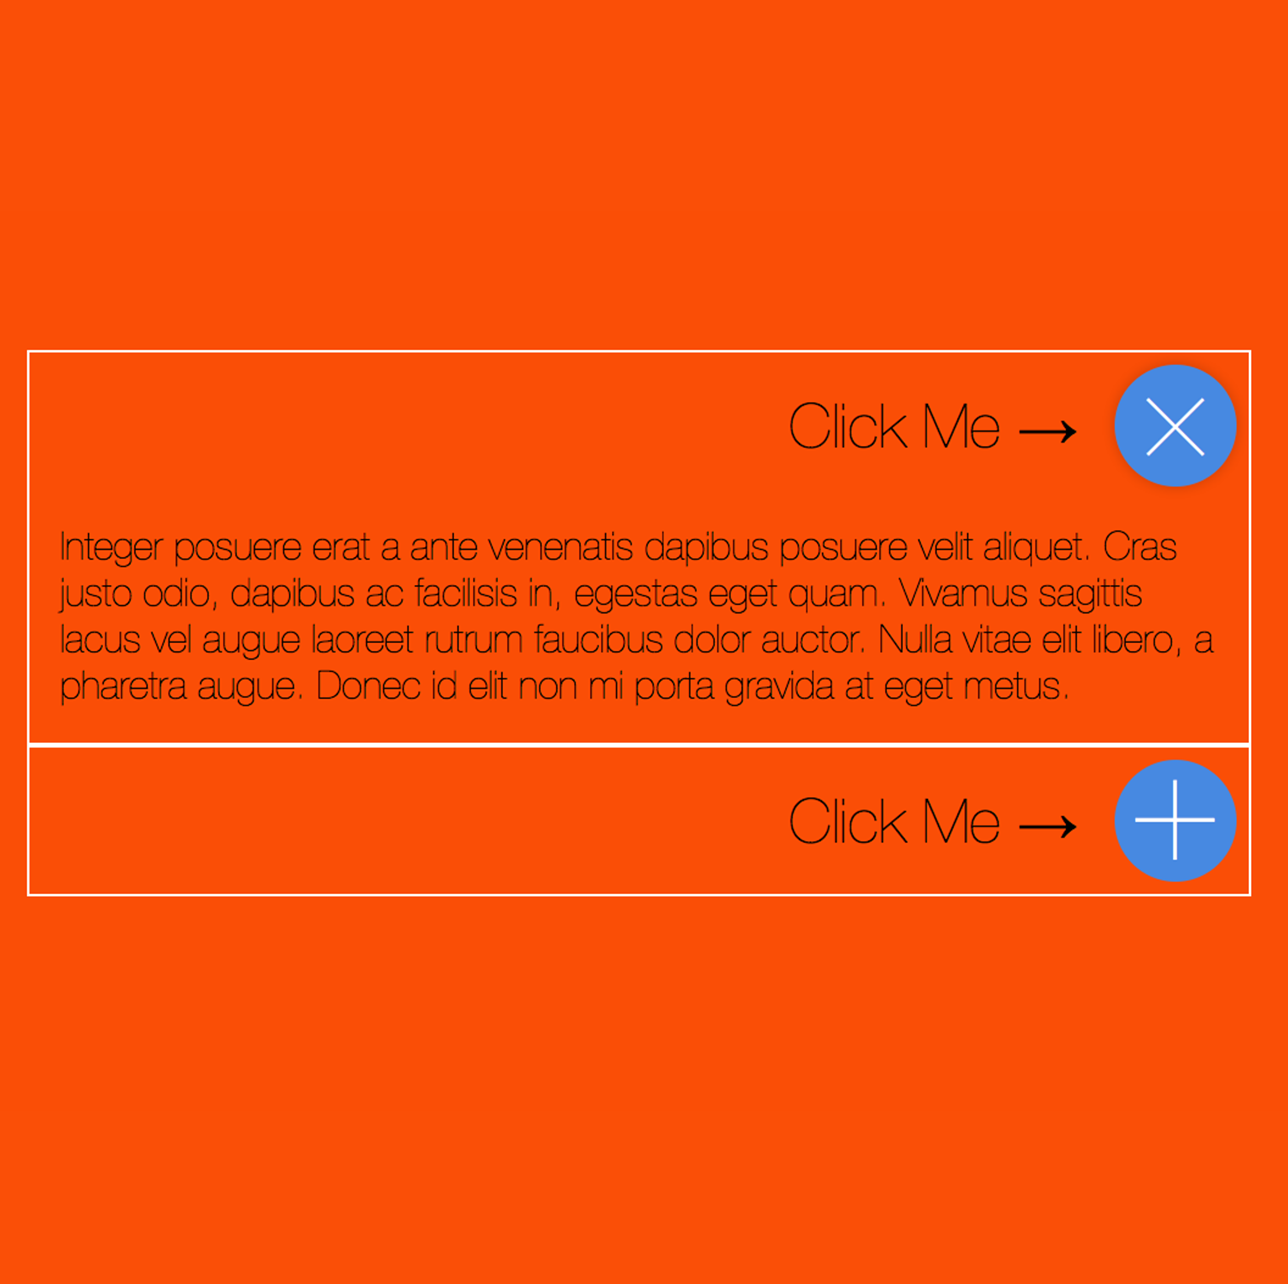 Click Me →
Integer posuere erat a ante venenatis dapibus posuere velit aliquet. Cras
justo odio, dapibus ac facilisis in, egestas eget quam. Vivamus sagittis
lacus vel augue laoreet rutrum faucibus dolor auctor. Nulla vitae elit libero, a
pharetra augue. Donec id elit non mi porta gravida at eget metus.
Click Me →